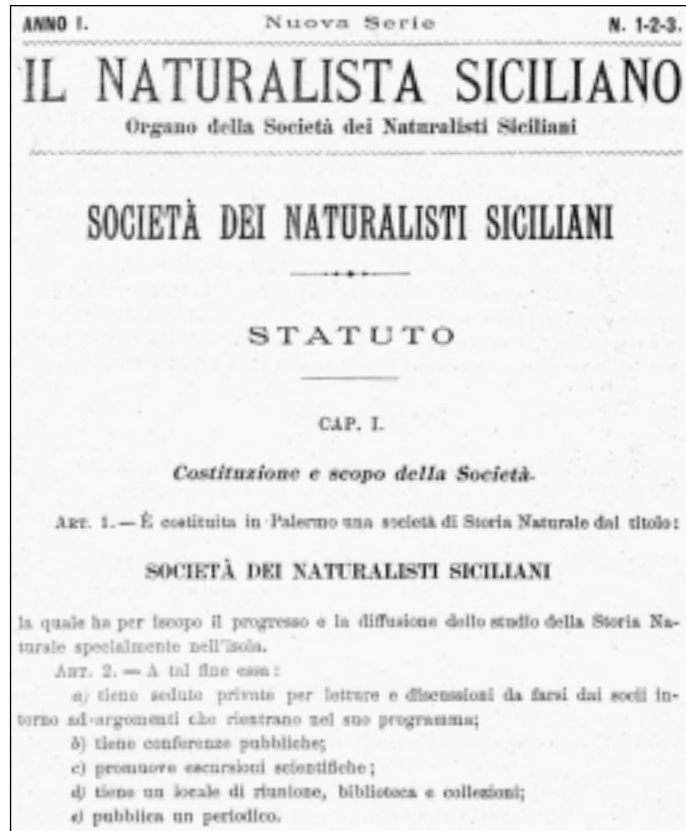 ANNO I. Nuova Serie N. 1-2-3.
IL NATURALISTA SICILIANO
Organo della Società dei Naturalisti Siciliani
SOCIETÀ DEI NATURALISTI SICILIANI
STATUTO
CAP. I.
Costituzione e scopo della Società.
ART. 1. — È costituita in Palermo una società di Storia Naturale dal titolo:
SOCIETÀ DEI NATURALISTI SICILIANI
la quale ha per iscopo il progresso e la diffusione dello studio della Storia Na-
turale specialmente nell'isola.
ART. 2. — A tal fine essa:
a) tiene sedute private per letture e discussioni da farsi dai socii in-
torno ad argomenti che rientrano nel suo programma;
b) tiene conferenze pubbliche;
c) promuove escursioni scientifiche;
d) tiene un locale di riunione, biblioteca e collezioni;
e) pubblica un periodico.